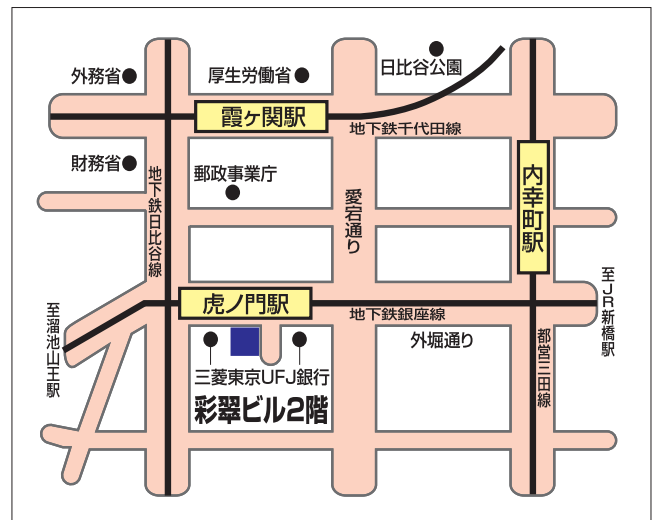 外務省
厚生労働省
日比谷公園
霞ヶ関駅
地下鉄千代田線
財務省
郵政事業庁
地下鉄日比谷線
愛宕通り
内幸町駅
虎ノ門駅
地下鉄銀座線
至JR新橋駅
至溜池山王駅
外堀通り
都営三田線
三菱東京UFJ銀行
彩翠ビル2階